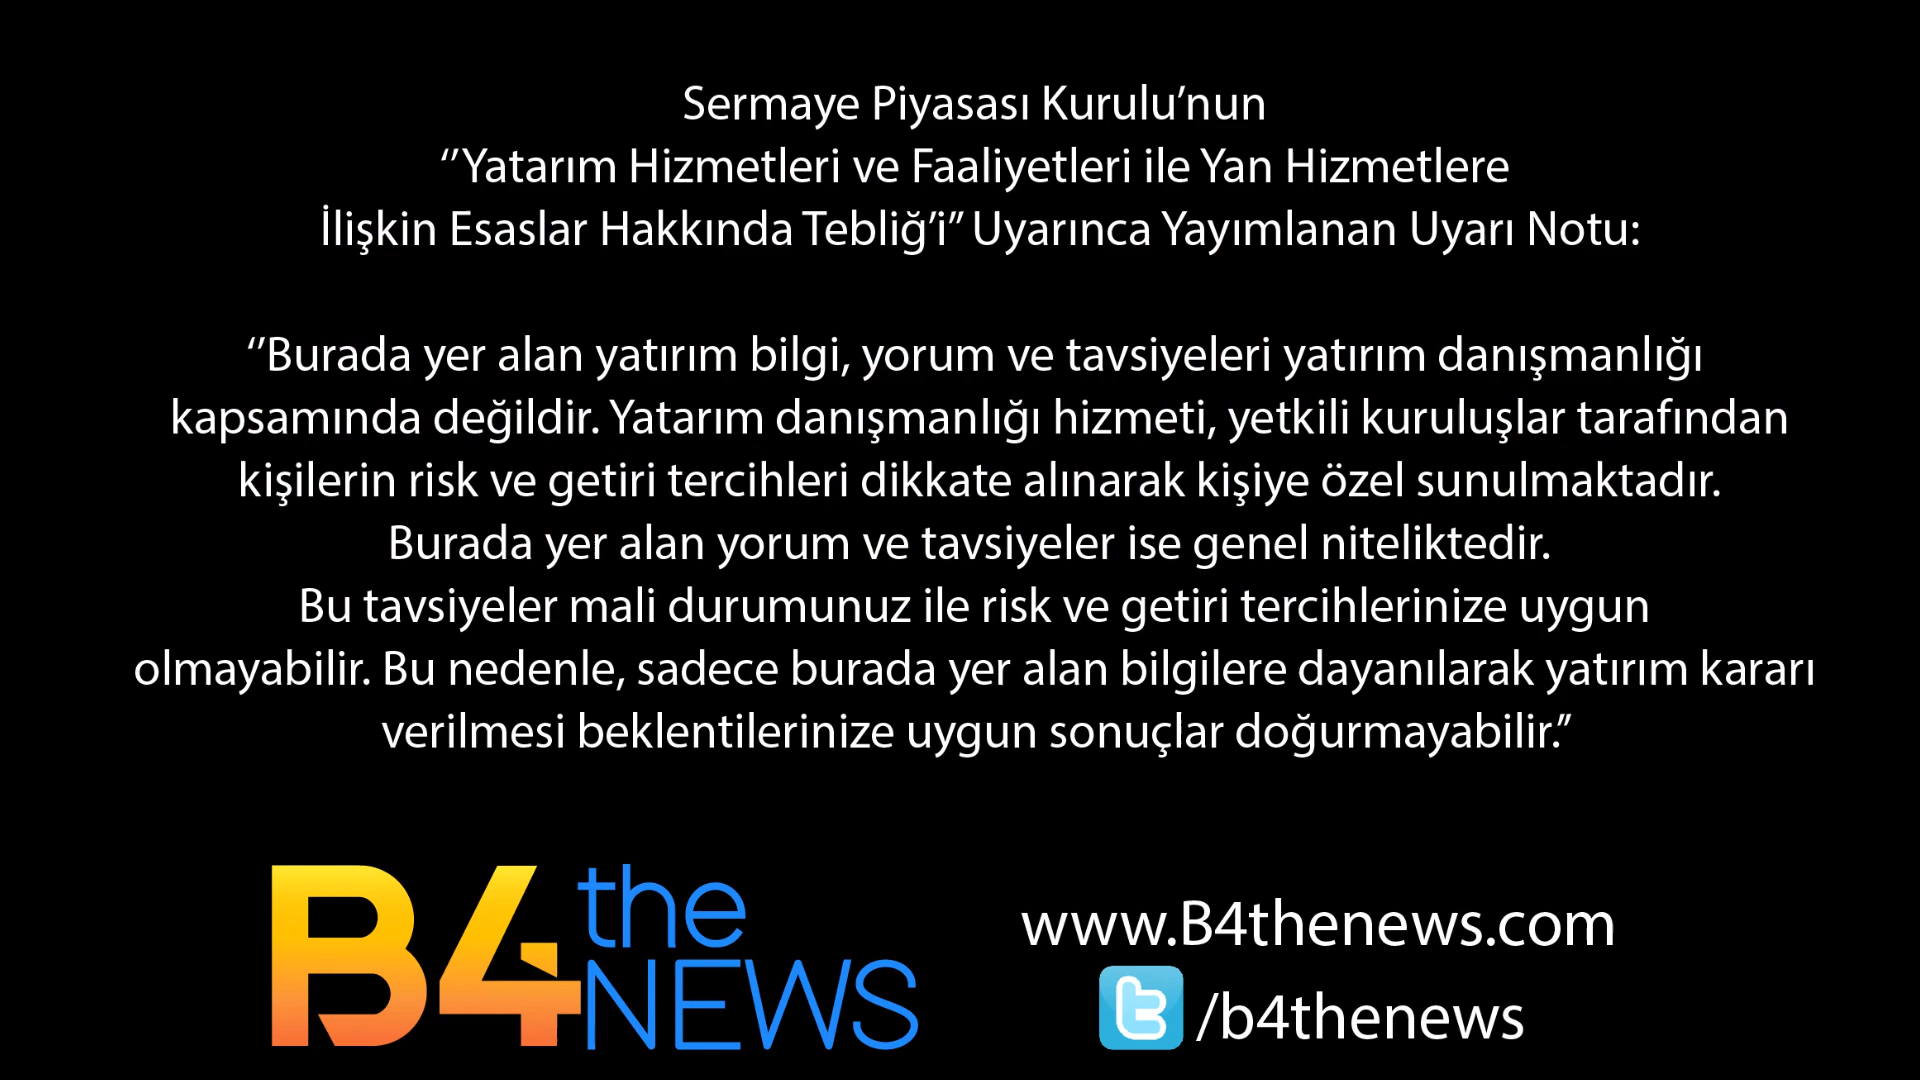 Sermaye Piyasası Kurulu’nun
‘’Yatarım Hizmetleri ve Faaliyetleri ile Yan Hizmetlere
İlişkin Esaslar Hakkında Tebliğ’i” Uyarınca Yayımlanan Uyarı Notu:
‘’Burada yer alan yatırım bilgi, yorum ve tavsiyeleri yatırım danışmanlığı
kapsamında değildir. Yatarım danışmanlığı hizmeti, yetkili kuruluşlar tarafından
kişilerin risk ve getiri tercihleri dikkate alınarak kişiye özel sunulmaktadır.
Burada yer alan yorum ve tavsiyeler ise genel niteliktedir.
Bu tavsiyeler mali durumunuz ile risk ve getiri tercihlerinize uygun
olmayabilir. Bu nedenle, sadece burada yer alan bilgilere dayanılarak yatırım kararı
verilmesi beklentilerinize uygun sonuçlar doğurmayabilir.”
B4 the
NEWS
www.B4thenews.com
/b4thenews